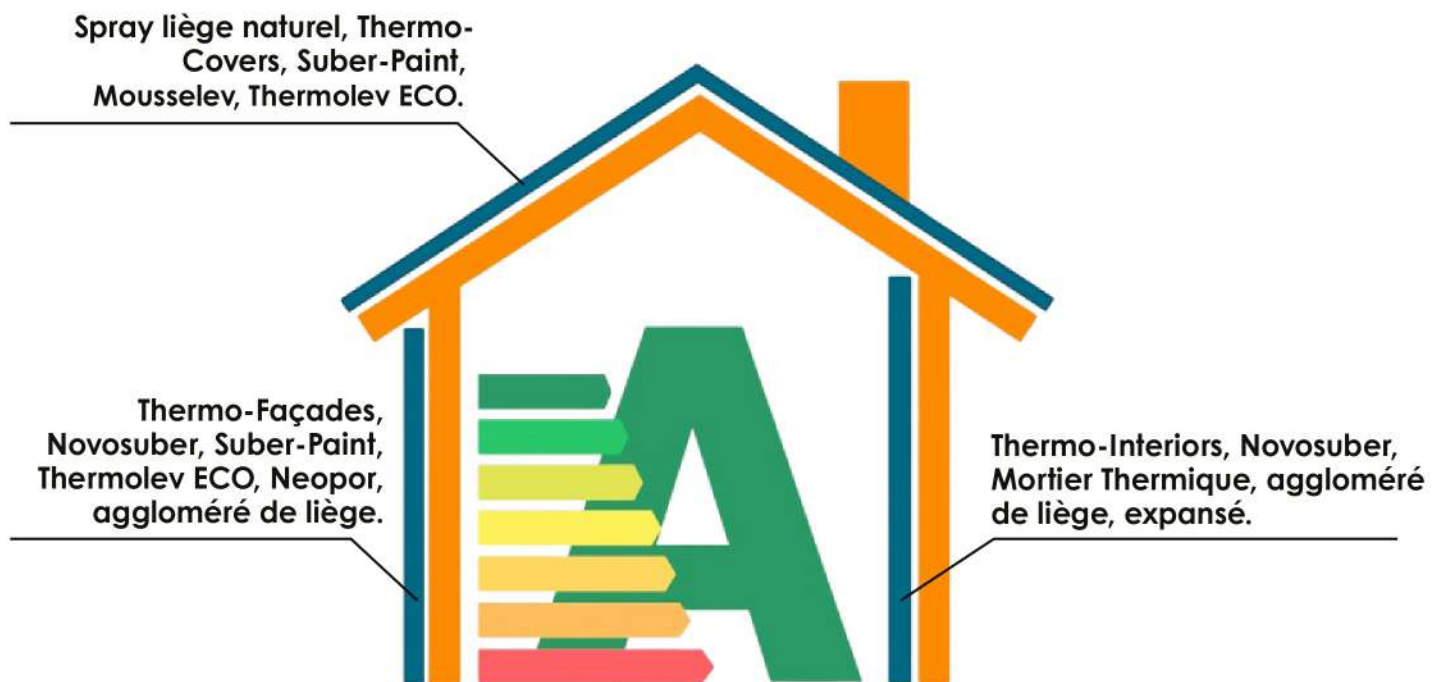 Spray liège naturel, Thermo-
Covers, Suber-Paint,
Mousselev, Thermolev ECO.
Thermo-Façades,
Novosuber, Suber-Paint,
Thermolev ECO, Neopor,
aggloméré de liège.
A
Thermo-Interiors, Novosuber,
Mortier Thermique, aggloméré
de liège, expansé.